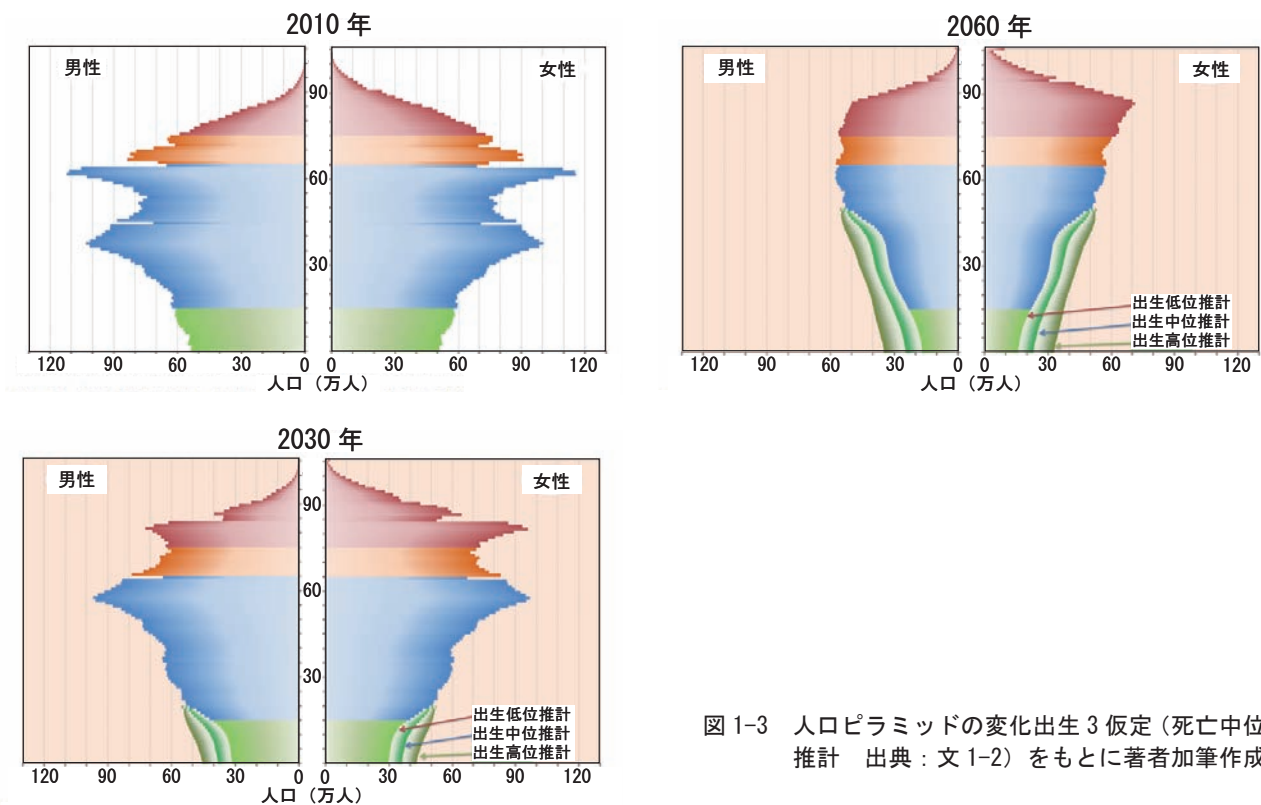 2010 年
男性
女性
90
60
30
120 90 60 30 0 0 30 60 90 120
人口（万人）
2060 年
男性
女性
90
60
30
出生低位推計
出生中位推計
出生高位推計
120 90 60 30 0 0 30 60 90 120
人口（万人）
2030 年
男性
女性
90
60
30
出生低位推計
出生中位推計
出生高位推計
120 90 60 30 0 0 30 60 90 120
人口（万人）
図 1-3 人口ピラミッドの変化出生 3 仮定（死亡中位
推計 出典：文 1-2）をもとに著者加筆作成